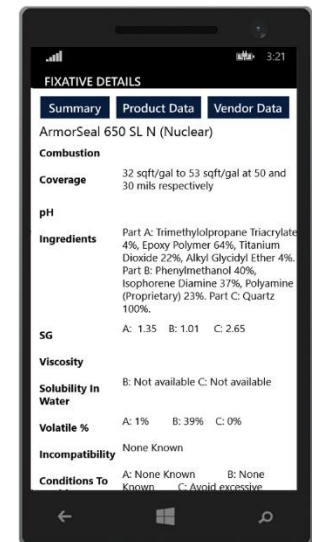 3:21
FIXATIVE DETAILS
Summary Product Data Vendor Data
ArmorSeal 650 SL N (Nuclear)
Combustion
Coverage 32 sqft/gal to 53 sqft/gal at 50 and
30 mils respectively
pH
Ingredients Part A: Trimethylolpropane Triacrylate
4%, Epoxy Polymer 64%, Titanium
Dioxide 22%, Alkyl Glycidyl Ether 4%.
Part B: Phenylmethanol 40%,
Isophorene Diamine 37%, Polyamine
(Proprietary) 23%. Part C: Quartz
100%.
SG A: 1.35 B: 1.01 C: 2.65
Viscosity
Solubility In B: Not available C: Not available
Water
Volatile % A: 1% B: 39% C: 0%
Incompatibility None Known
Conditions To A: None Known B: None
Known C: Avoid excessive